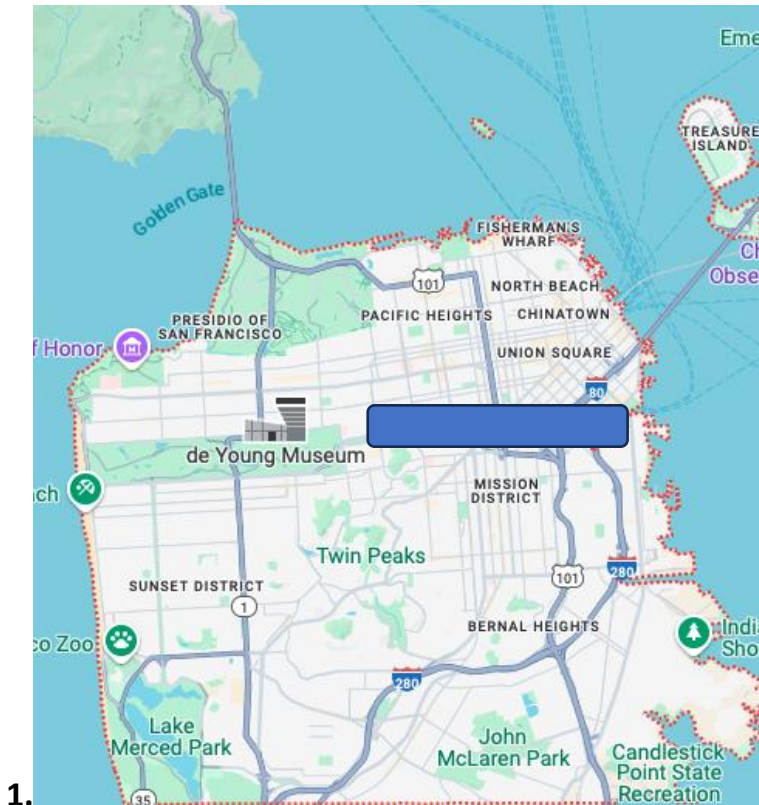 Eme
TREASURE
ISLAND
Golden Gate
FISHERMAN'S
WHARF
Ch
Obse
101
NORTH BEACH
PRESIDIO OF
SAN FRANCISCO
PACIFIC HEIGHTS
CHINATOWN
f Honor
UNION SQUARE
80
de Young Museum
ach
MISSION
DISTRICT
Twin Peaks
SUNSET DISTRICT
101
280
1
BERNAL HEIGHTS
co Zoo
India
Sho
280
Lake
Merced Park
John
McLaren Park
Candlestick
Point State
Recreation
35
1.